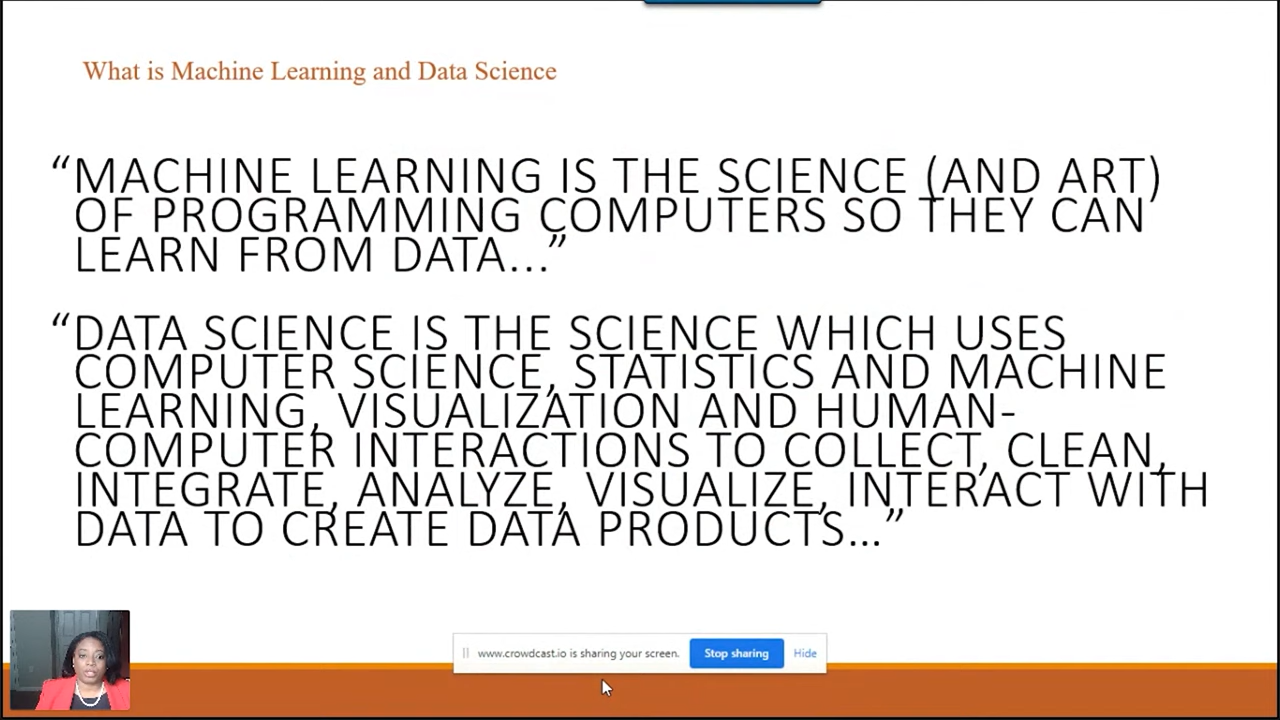 What is Machine Learning and Data Science
“MACHINE LEARNING IS THE SCIENCE (AND ART)
OF PROGRAMMING COMPUTERS SO THEY CAN
LEARN FROM DATA...”
“DATA SCIENCE IS THE SCIENCE WHICH USES
COMPUTER SCIENCE, STATISTICS AND MACHINE
LEARNING, VISUALIZATION AND HUMAN-
COMPUTER INTERACTIONS TO COLLECT, CLEAN,
INTEGRATE, ANALYZE, VISUALIZE, INTERACT WITH
DATA TO CREATE DATA PRODUCTS...”
www.crowdcast.io is sharing your screen. Stop sharing Hide